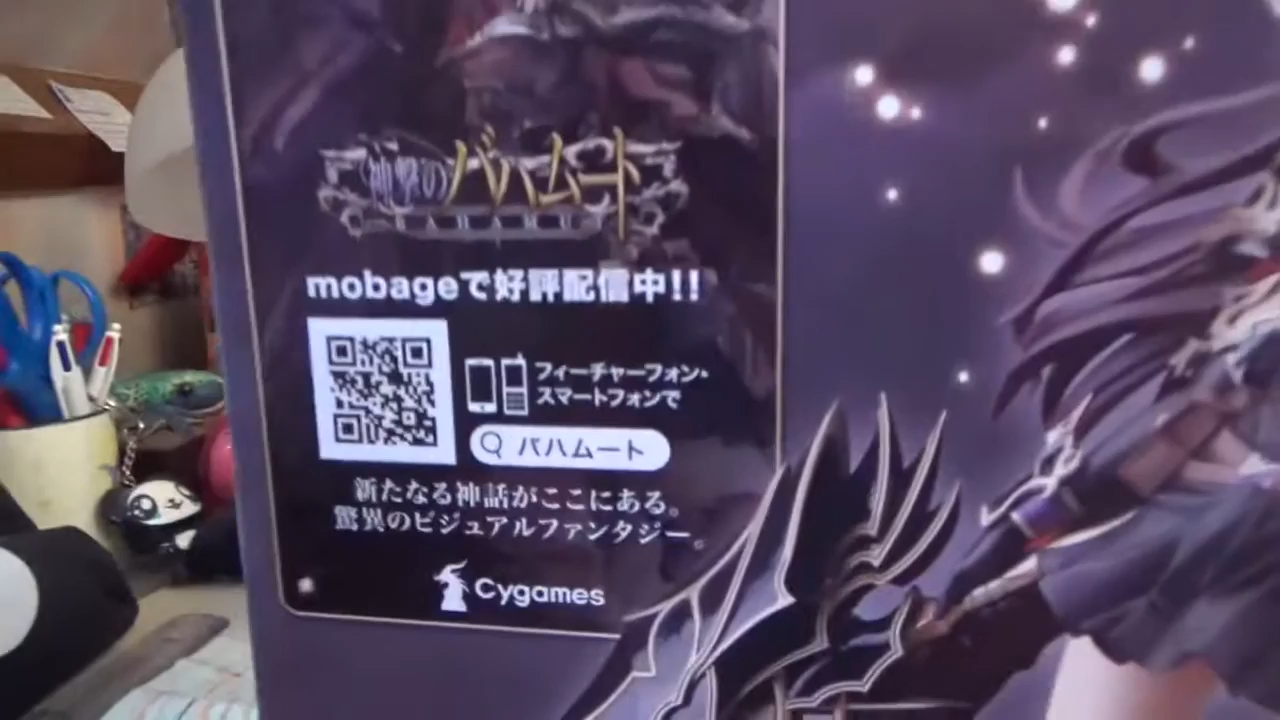 神撃のバハムート
BAHAMUT
mobageで好評配信中!!
フィーチャーフォン・
スマートフォンで
バハムート
新たなる神話がここにある。
驚異のビジュアルファンタジー。
Cygames